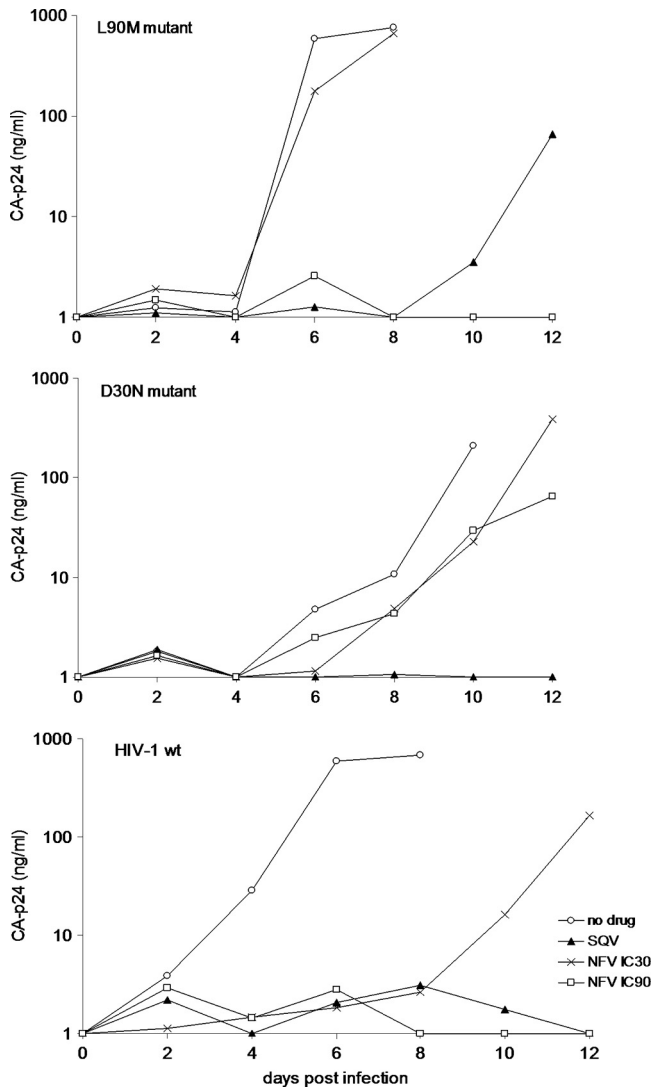 L90M mutant
1000
100
10
1
CA-p24 (ng/ml)
0 2 4 6 8 10 12
D30N mutant
1000
100
10
1
CA-p24 (ng/ml)
0 2 4 6 8 10 12
HIV-1 wt
1000
100
10
1
CA-p24 (ng/ml)
no drug
SQV
NFV IC30
NFV IC90
0 2 4 6 8 10 12
days post infection